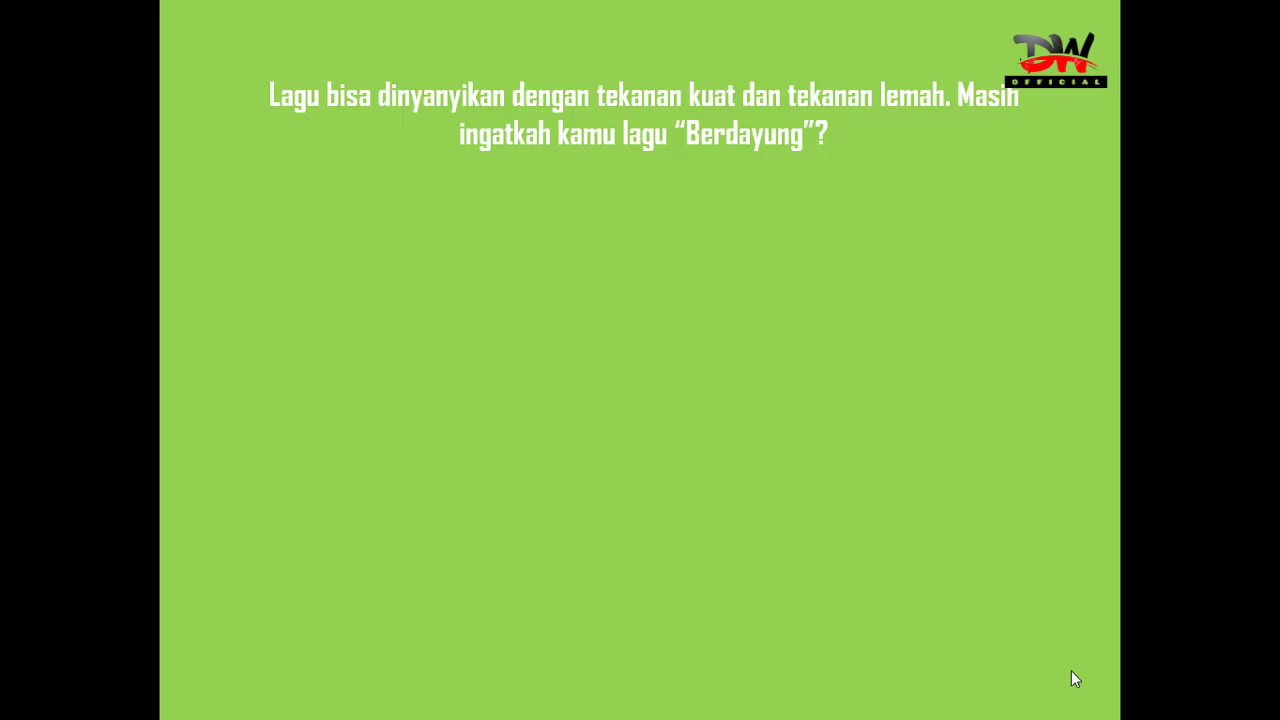 DW
OFFICIAL
Lagu bisa dinyanyikan dengan tekanan kuat dan tekanan lemah. Masih
ingatkah kamu lagu “Berdayung”?